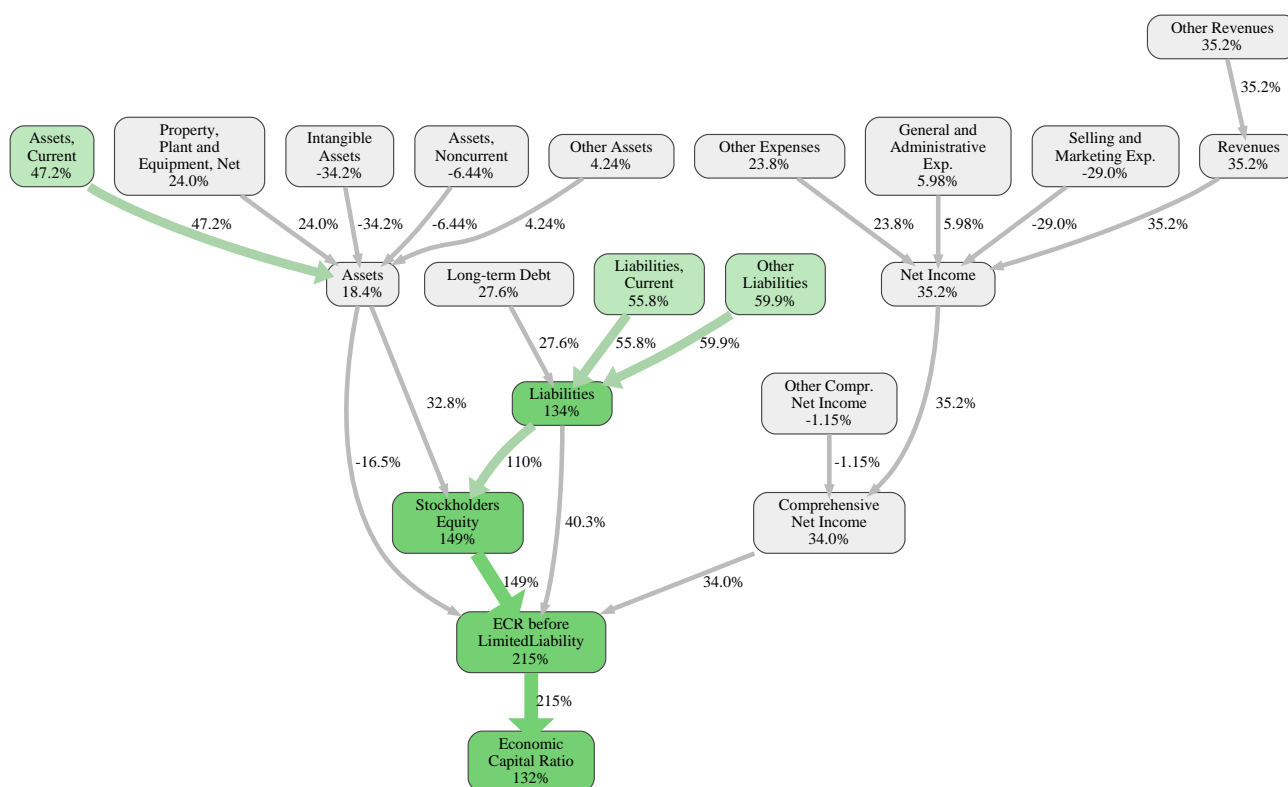 Other Revenues
35.2%
35.2%
Assets,
Current
47.2%
Property,
Plant and
Equipment, Net
24.0%
Intangible
Assets
-34.2%
Assets,
Noncurrent
-6.44%
Other Assets
4.24%
Other Expenses
23.8%
General and
Administrative
Exp.
5.98%
Selling and
Marketing Exp.
-29.0%
Revenues
35.2%
47.2%
24.0%
-34.2%
-6.44%
4.24%
23.8%
5.98%
-29.0%
35.2%
Assets
18.4%
Long-term Debt
27.6%
Liabilities,
Current
55.8%
Other
Liabilities
59.9%
Net Income
35.2%
27.6%
55.8%
59.9%
32.8%
Liabilities
134%
Other Compr.
Net Income
-1.15%
35.2%
-16.5%
110%
-1.15%
Stockholders
Equity
149%
40.3%
Comprehensive
Net Income
34.0%
149%
34.0%
ECR before
LimitedLiability
215%
215%
Economic
Capital Ratio
132%